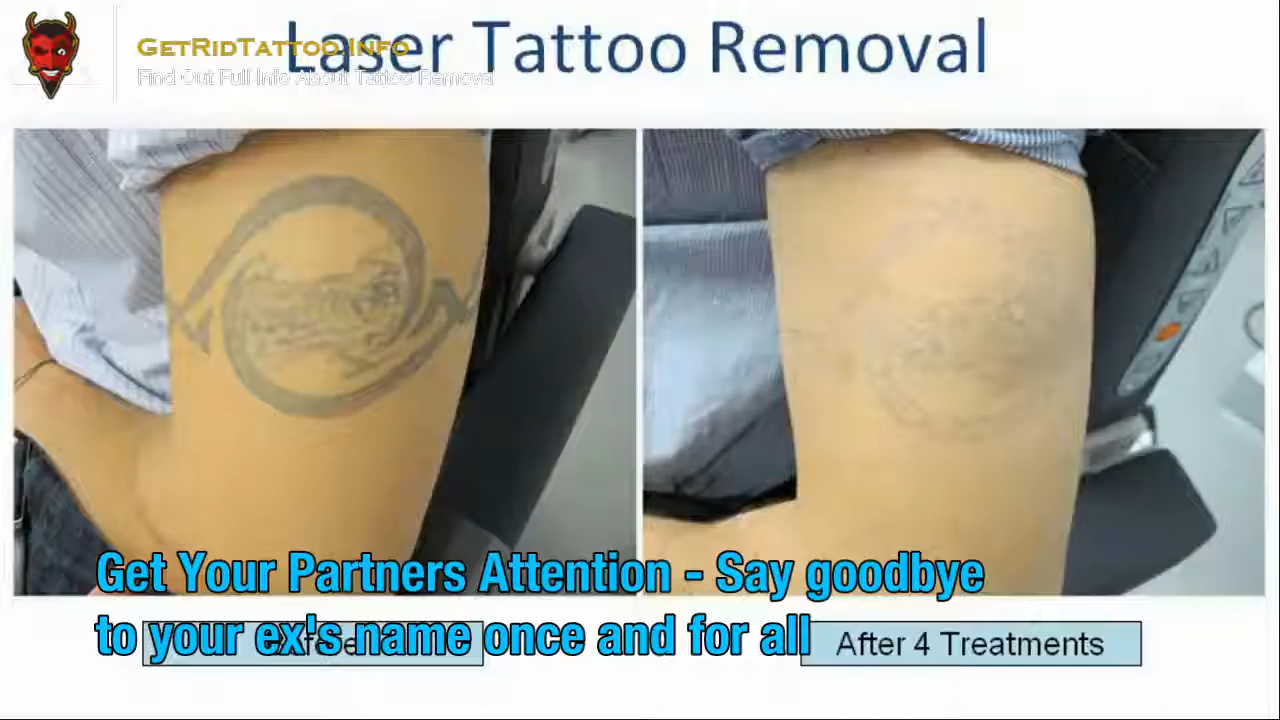 Laser Tattoo Removal
GetRidTattoo.Info
Find Out Full Info About Tattoo Removal
Get Your Partners Attention - Say goodbye
to your ex's name once and for all
After 4 Treatments